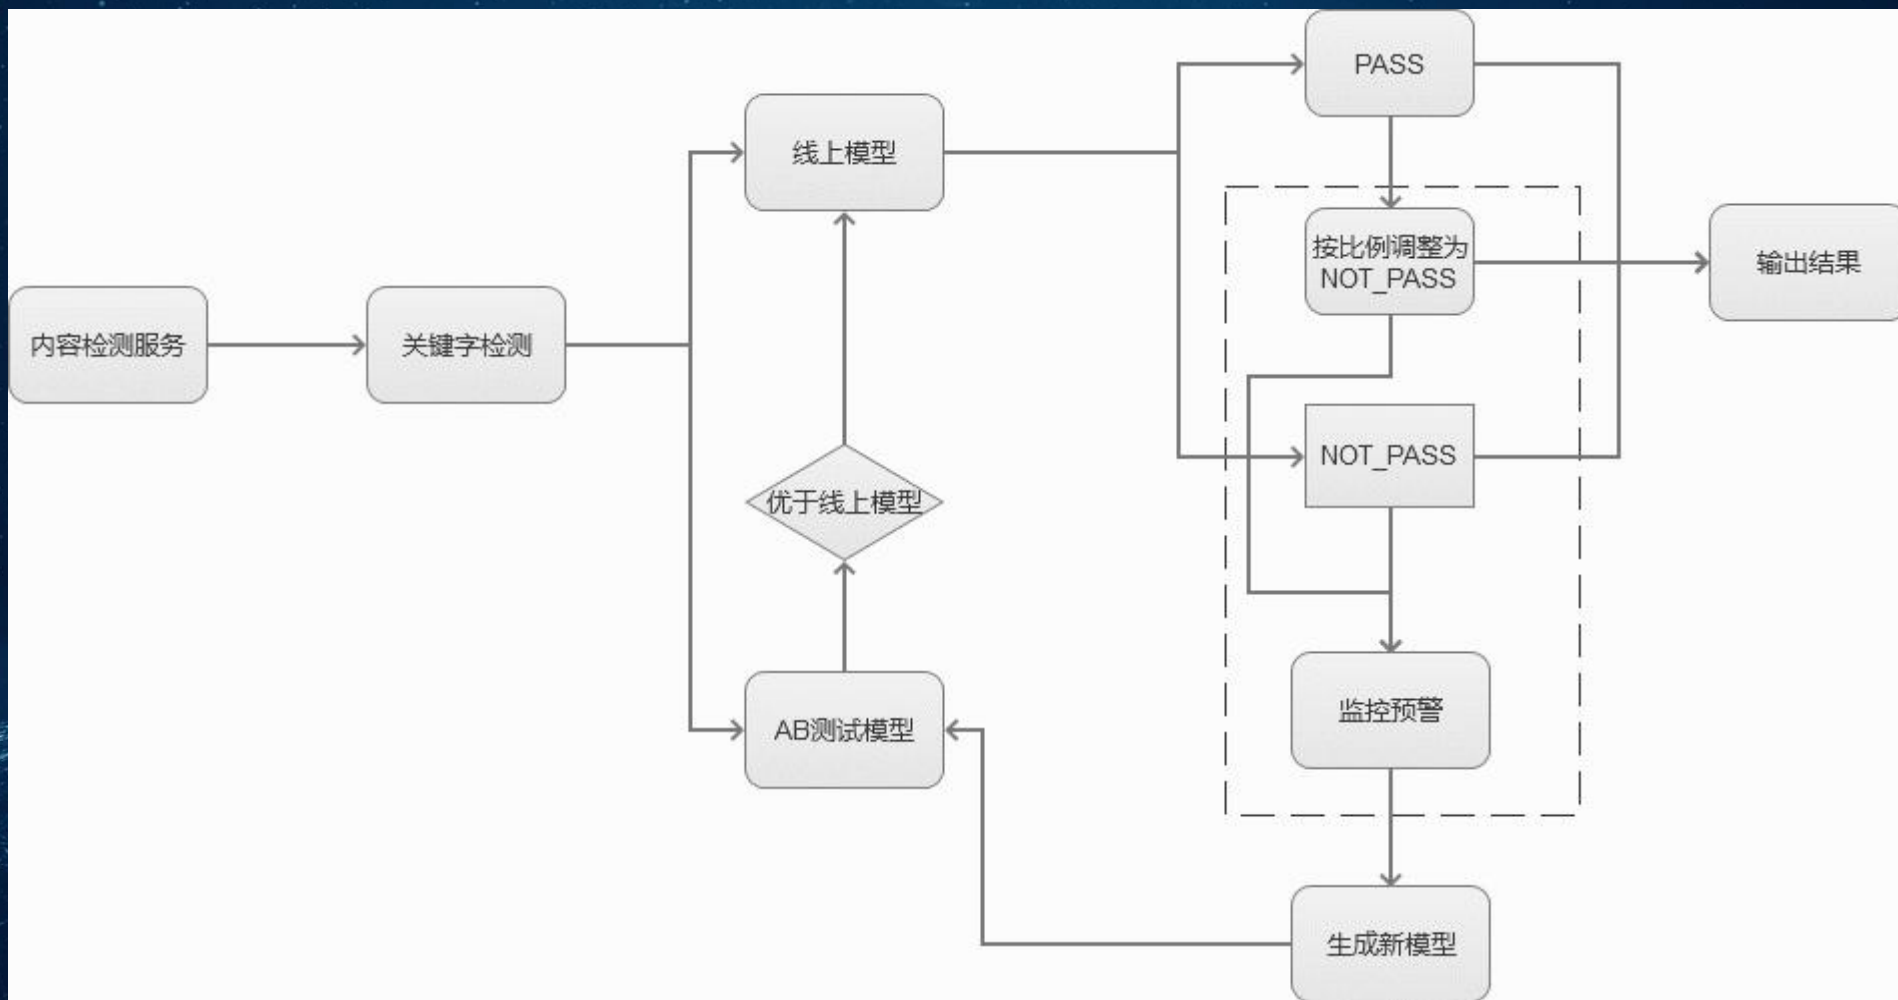 PASS
线上模型
按比例调整为
NOT_PASS
输出结果
内容检测服务
关键字检测
NOT_PASS
优于线上模型
监控预警
AB测试模型
生成新模型